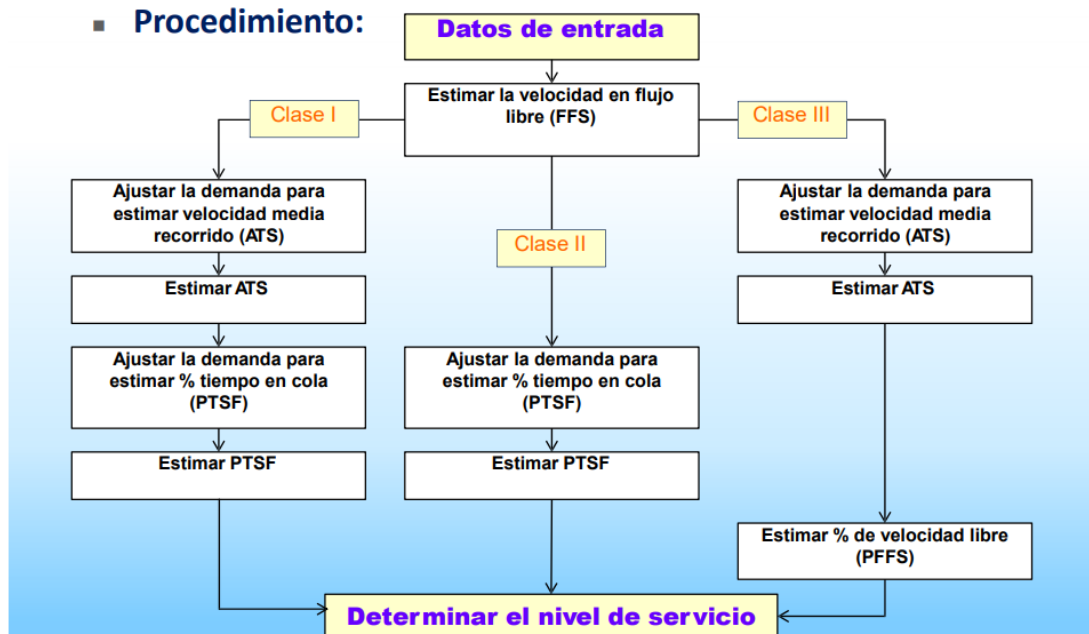 ▪ Procedimiento:
Datos de entrada
Estimar la velocidad en flujo
libre (FFS)
Clase I
Clase III
Ajustar la demanda para
estimar velocidad media
recorrido (ATS)
Estimar ATS
Ajustar la demanda para
estimar % tiempo en cola
(PTSF)
Estimar PTSF
Clase II
Ajustar la demanda para
estimar % tiempo en cola
(PTSF)
Estimar PTSF
Ajustar la demanda para
estimar velocidad media
recorrido (ATS)
Estimar ATS
Estimar % de velocidad libre
(PFFS)
Determinar el nivel de servicio